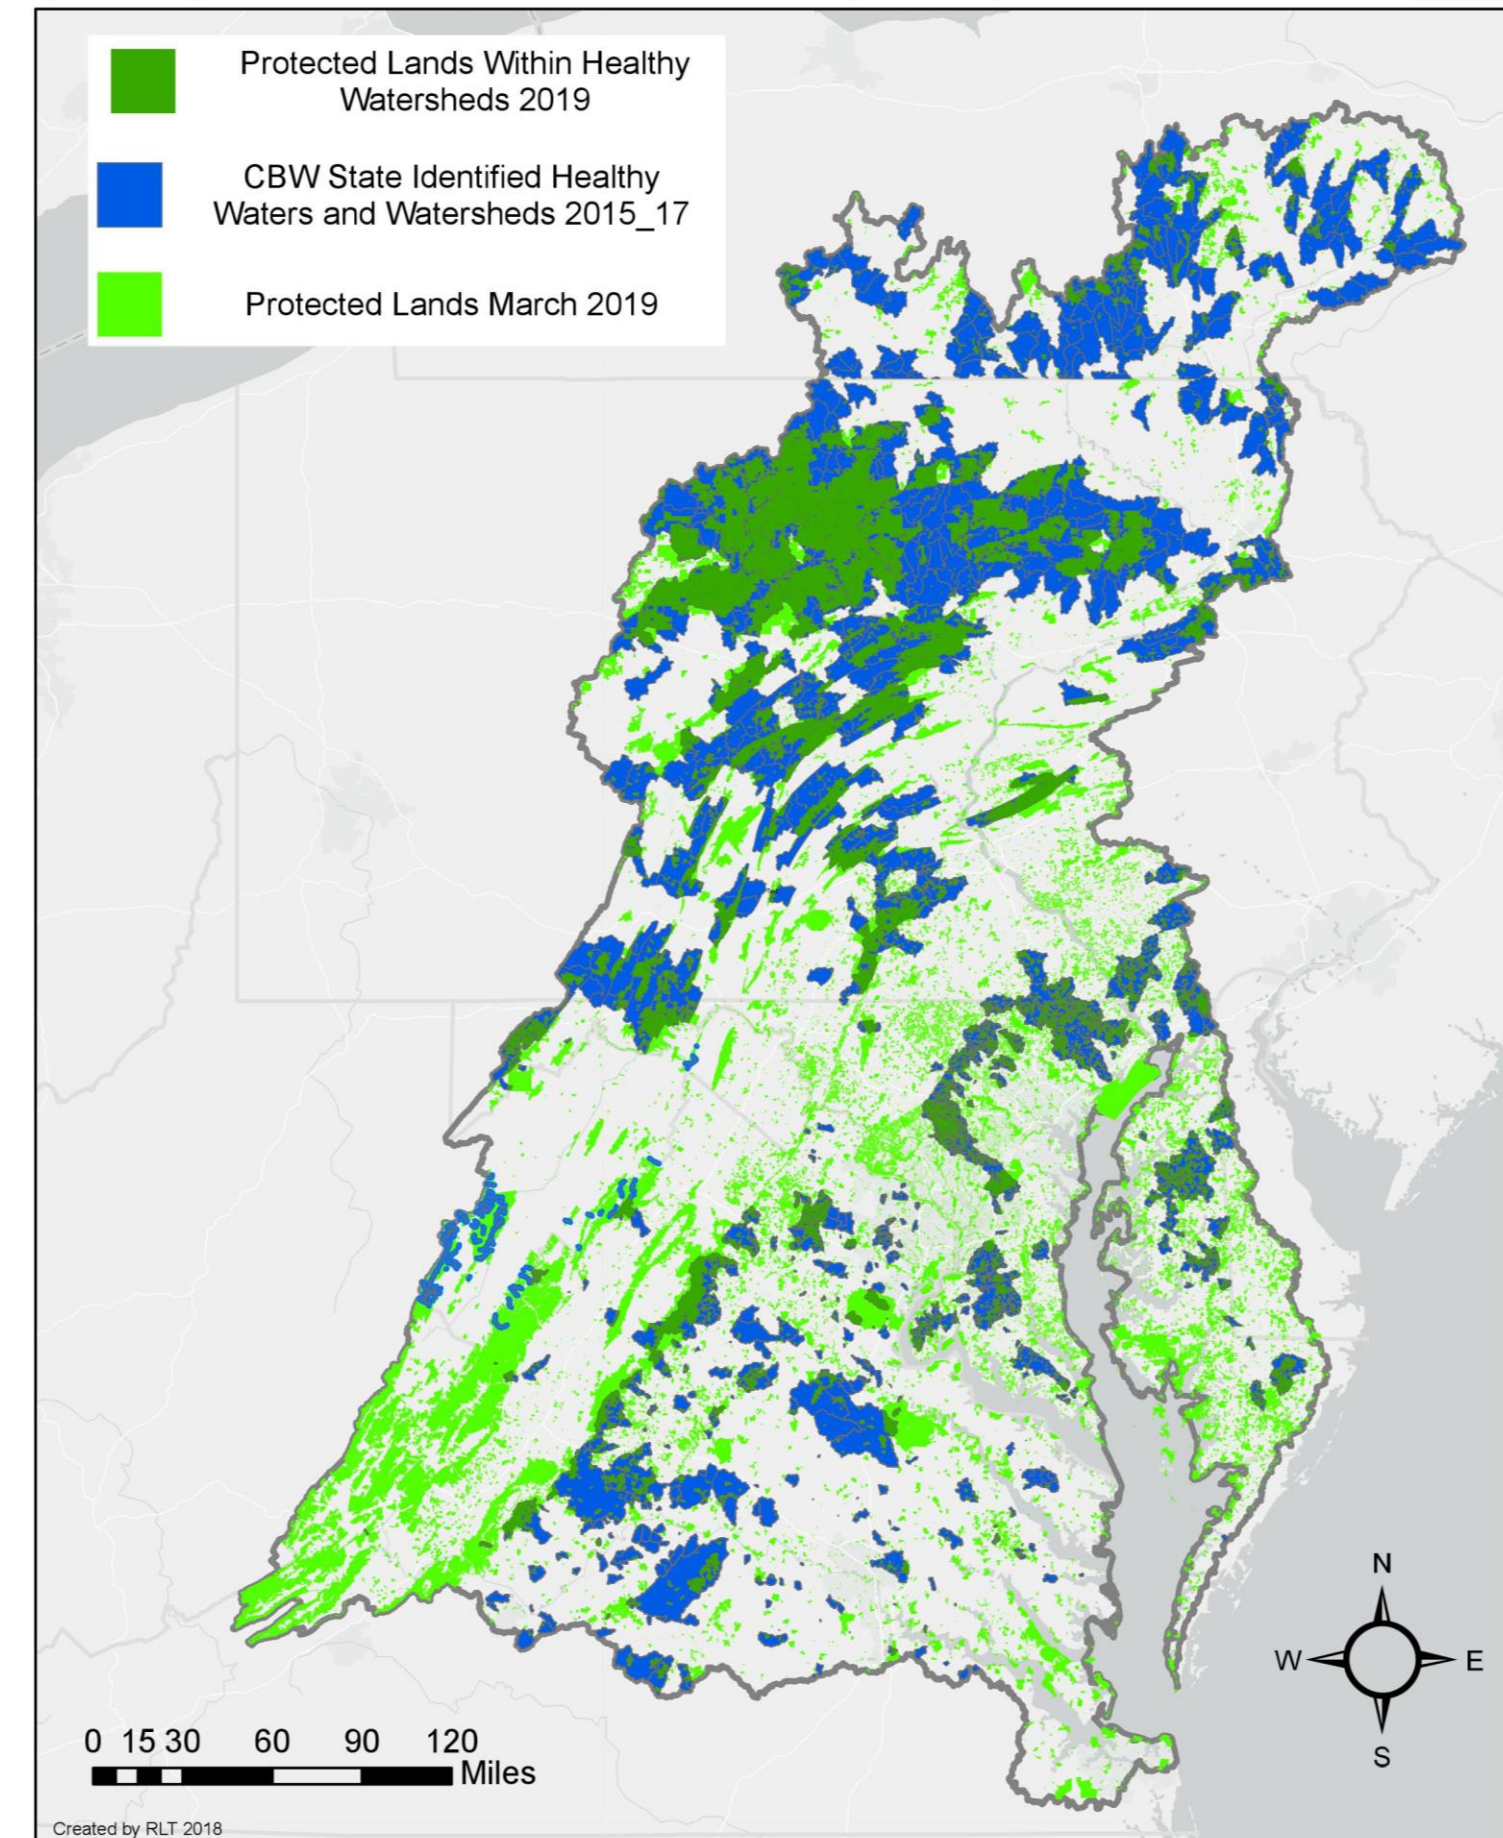 Protected Lands Within Healthy
Watersheds 2019
CBW State Identified Healthy
Waters and Watersheds 2015_17
Protected Lands March 2019
N
W E
S
0 15 30 60 90 120
Miles
Created by RLT 2018